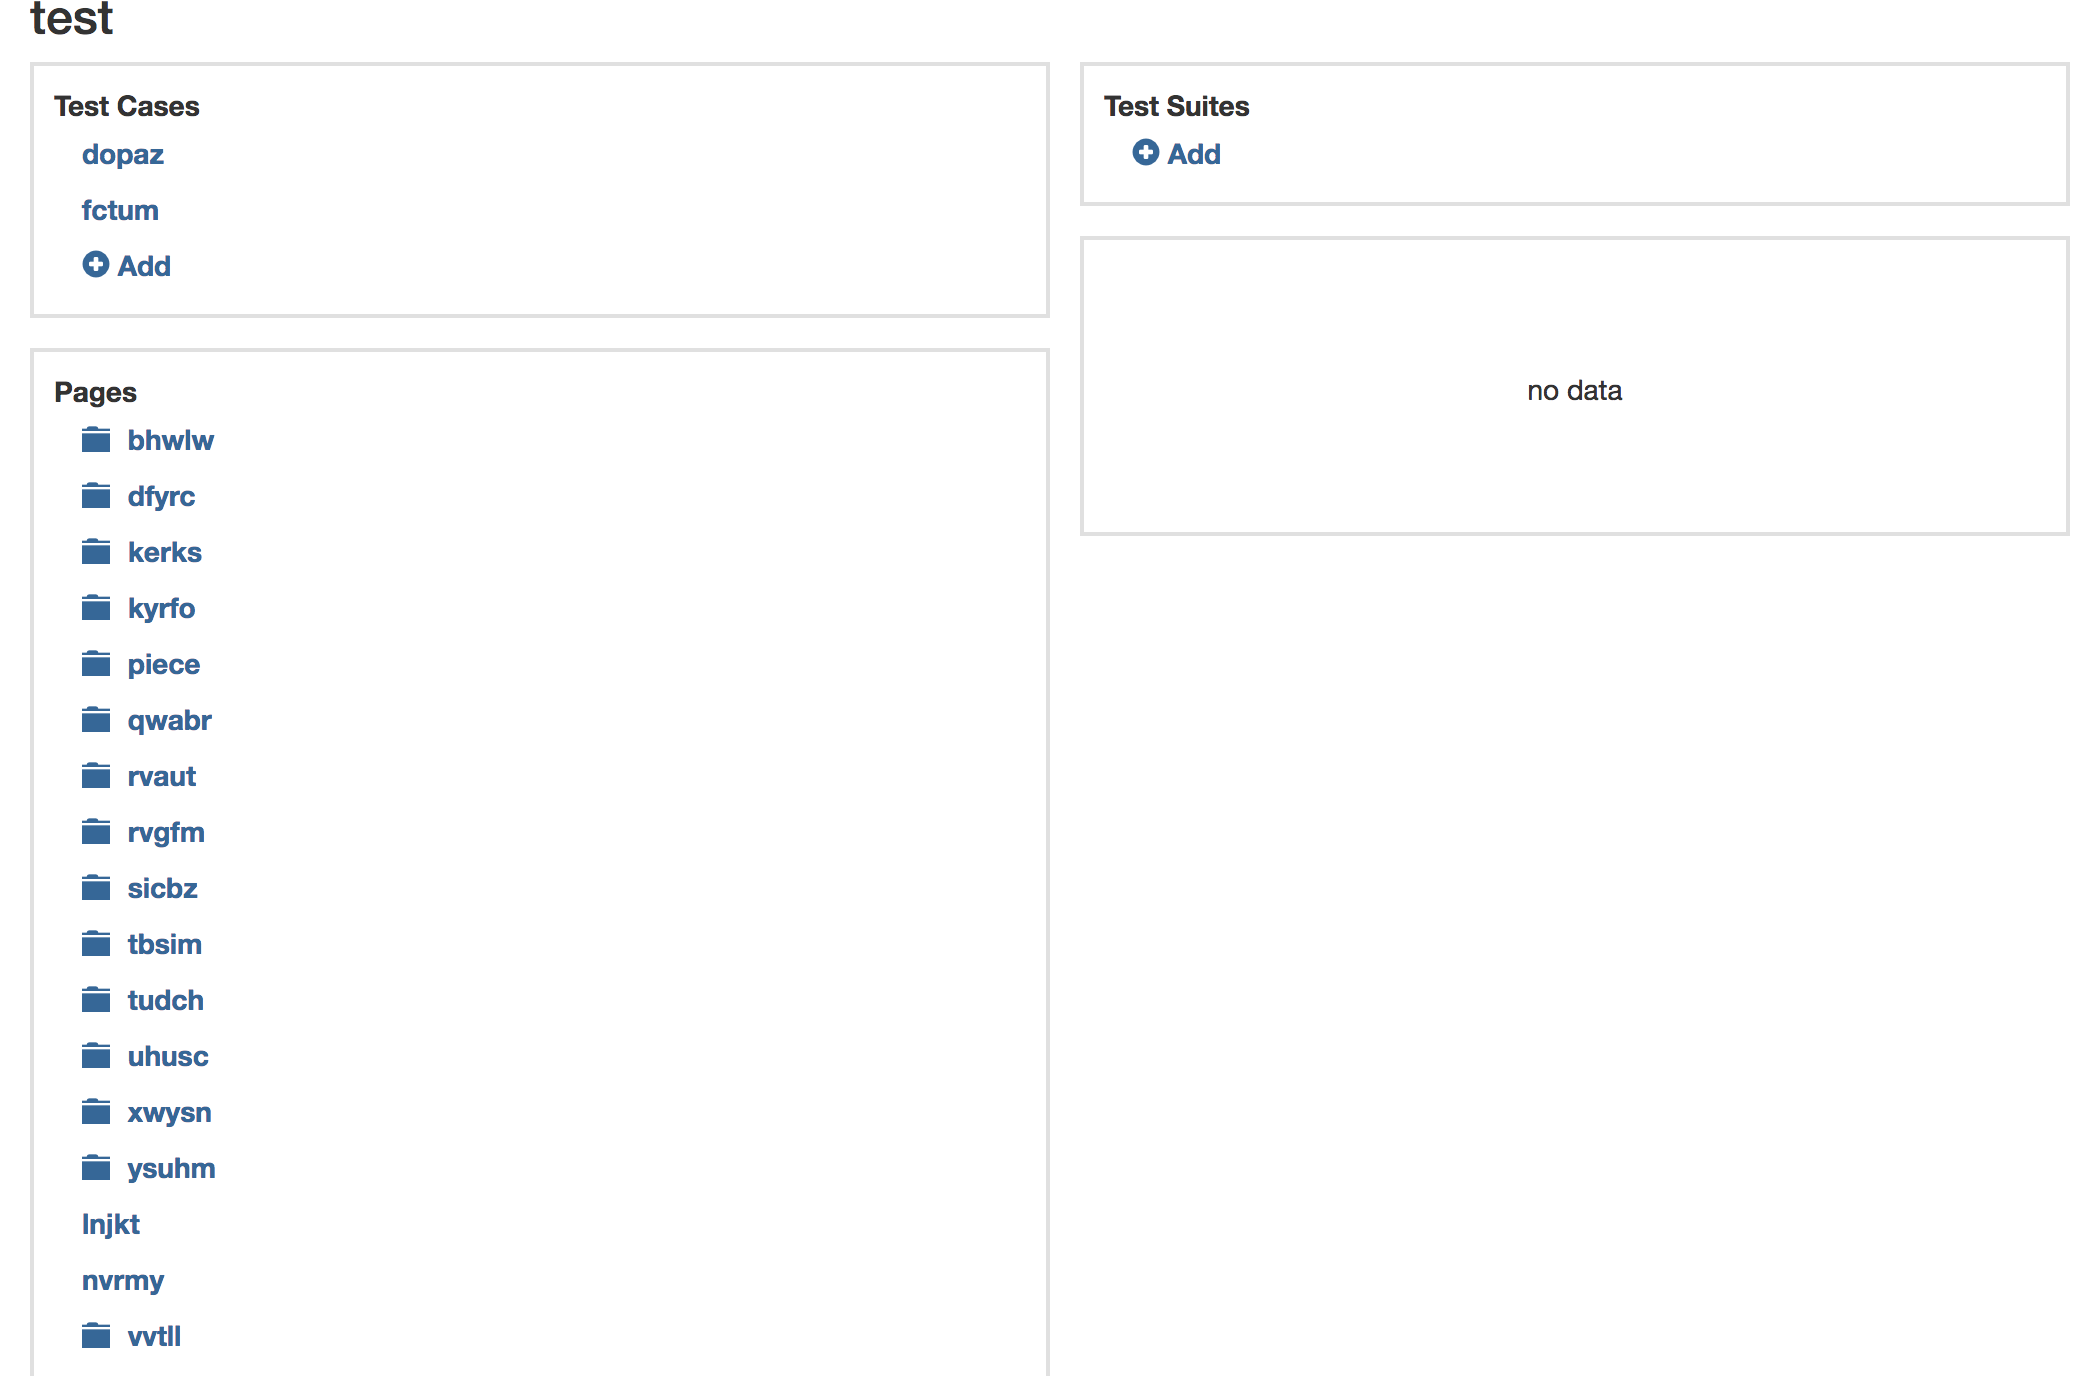 test
Test Cases
dopaz
fctum
Add
Pages
bhwlw
dfyrc
kerks
kyrfo
piece
qwabr
rvaut
rvgfm
sicbz
tbsim
tudch
uhusc
xwysn
ysuhm
lnjkt
nvrmy
vvtll
Test Suites
Add
no data